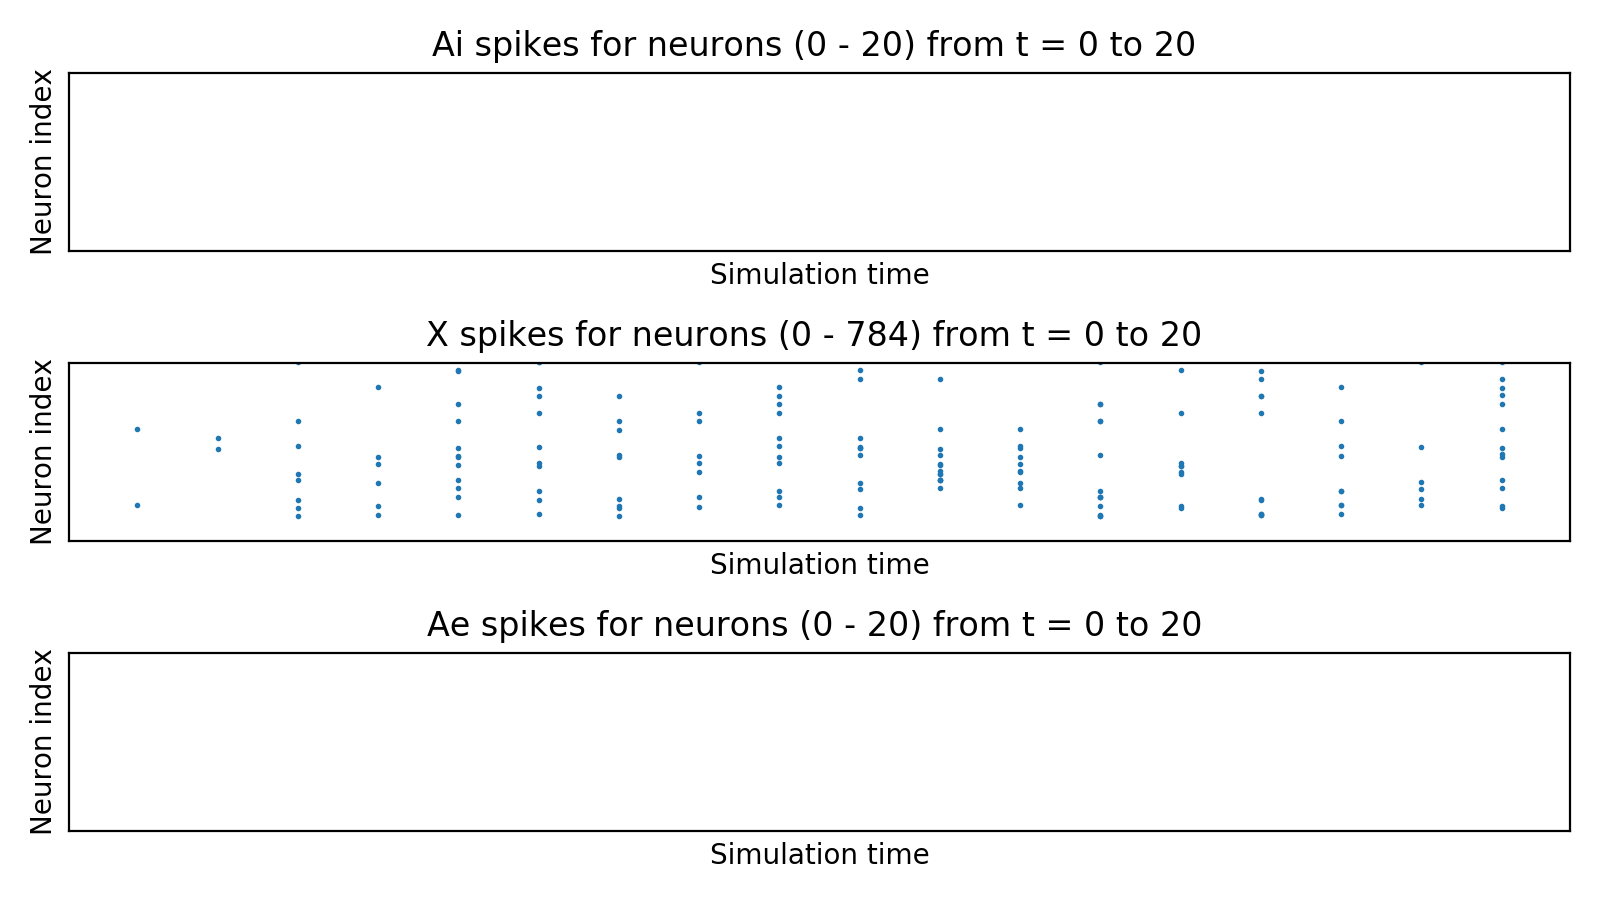 Ai spikes for neurons (0 - 20) from t = 0 to 20
Neuron index
Simulation time
X spikes for neurons (0 - 784) from t = 0 to 20
Neuron index
Simulation time
Ae spikes for neurons (0 - 20) from t = 0 to 20
Neuron index
Simulation time